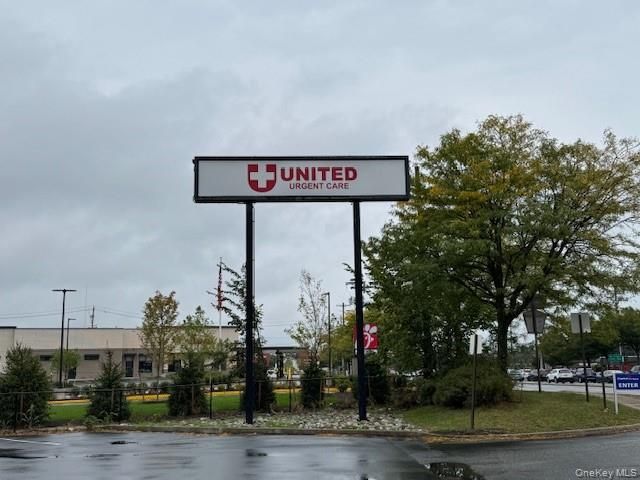 UNITED
URGENT CARE
ENTER
OneKey MLS